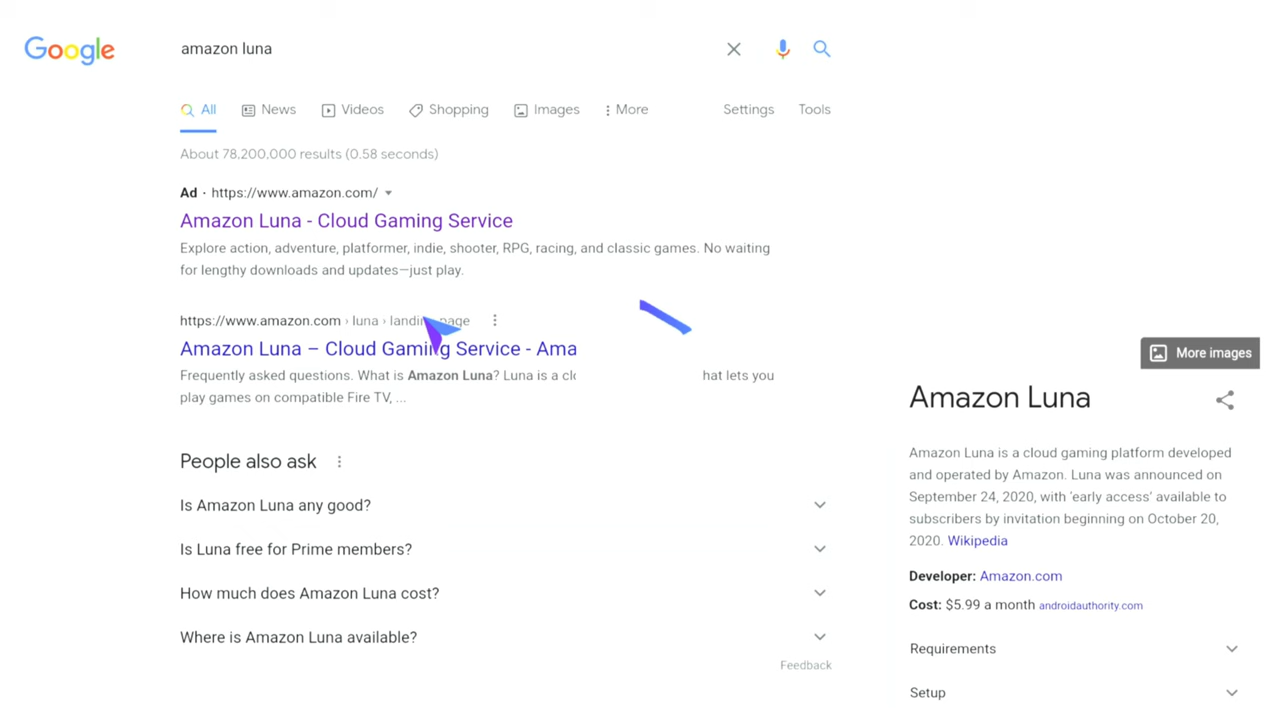 Google
amazon luna
All News Videos Shopping Images More Settings Tools
About 78,200,000 results (0.58 seconds)
Ad · https://www.amazon.com/
Amazon Luna - Cloud Gaming Service
Explore action, adventure, platformer, indie, shooter, RPG, racing, and classic games. No waiting
for lengthy downloads and updates—just play.
https://www.amazon.com › luna › landin page
Amazon Luna – Cloud Gaming Service - Ama
Frequently asked questions. What is Amazon Luna? Luna is a hat lets you
play games on compatible Fire TV, ...
People also ask
Is Amazon Luna any good?
Is Luna free for Prime members?
How much does Amazon Luna cost?
Where is Amazon Luna available?
Feedback
More images
Amazon Luna
Amazon Luna is a cloud gaming platform developed
and operated by Amazon. Luna was announced on
September 24, 2020, with 'early access' available to
subscribers by invitation beginning on October 20,
2020. Wikipedia
Developer: Amazon.com
Cost: $5.99 a month androidauthority.com
Requirements
Setup